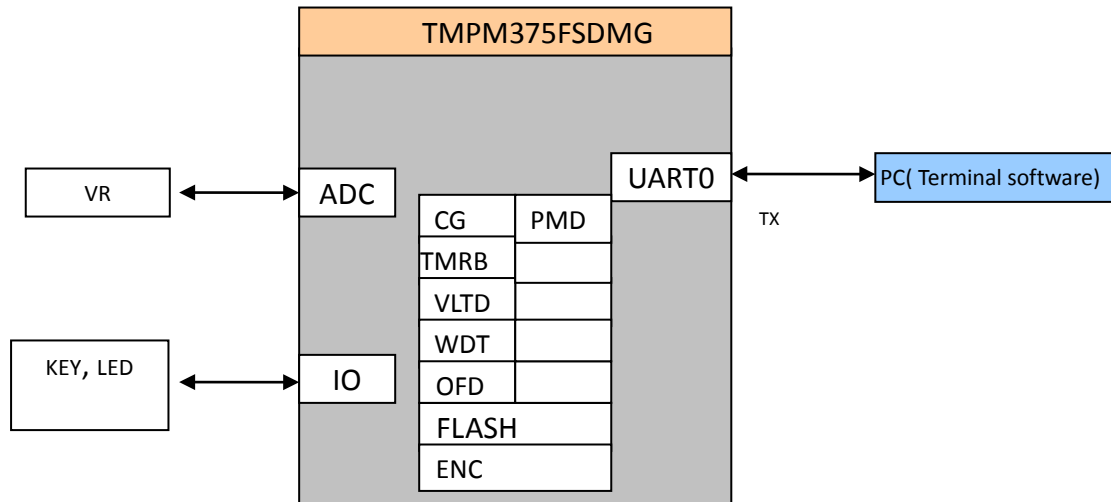 TMPM375FSDMG
VR
ADC
UART0
PC( Terminal software)
TX
CG
PMD
TMRB
VLTD
WDT
OFD
FLASH
ENC
KEY, LED
IO